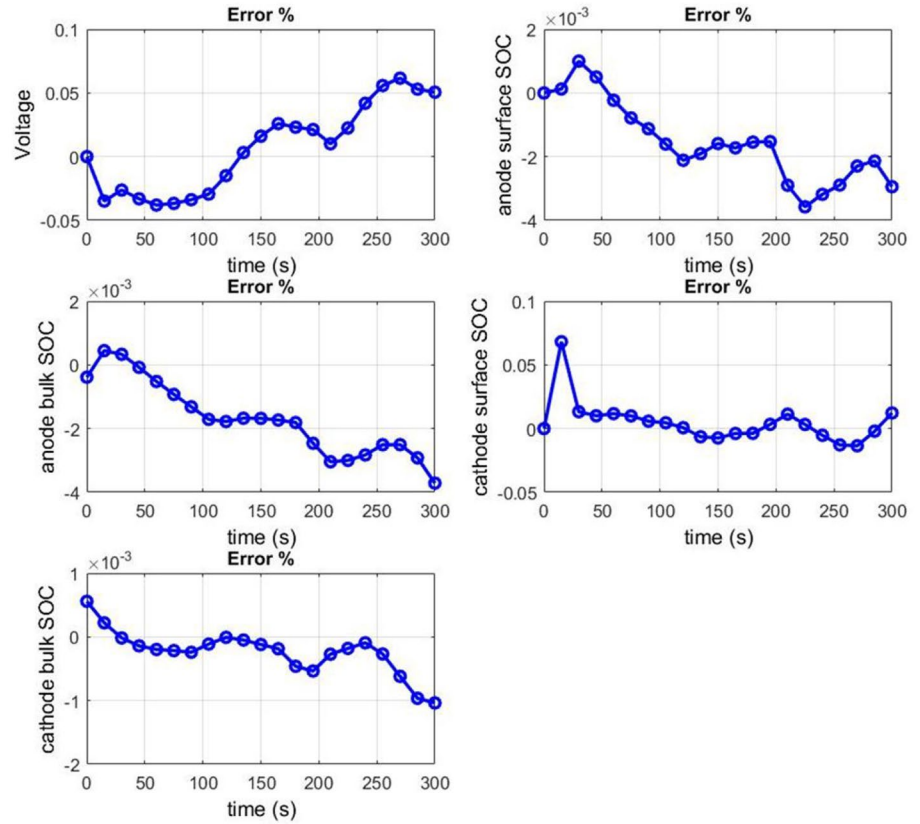 Error %
Voltage
0.1
0.05
0
-0.05
0 50 100 150 200 250 300
time (s)
×10-3
Error %
anode surface SOC
2
0
-2
-4
0 50 100 150 200 250 300
time (s)
×10-3
Error %
anode bulk SOC
2
0
-2
-4
0 50 100 150 200 250 300
time (s)
Error %
cathode surface SOC
0.1
0.05
0
-0.05
0 50 100 150 200 250 300
time (s)
×10-3
Error %
cathode bulk SOC
1
0
-1
-2
0 50 100 150 200 250 300
time (s)